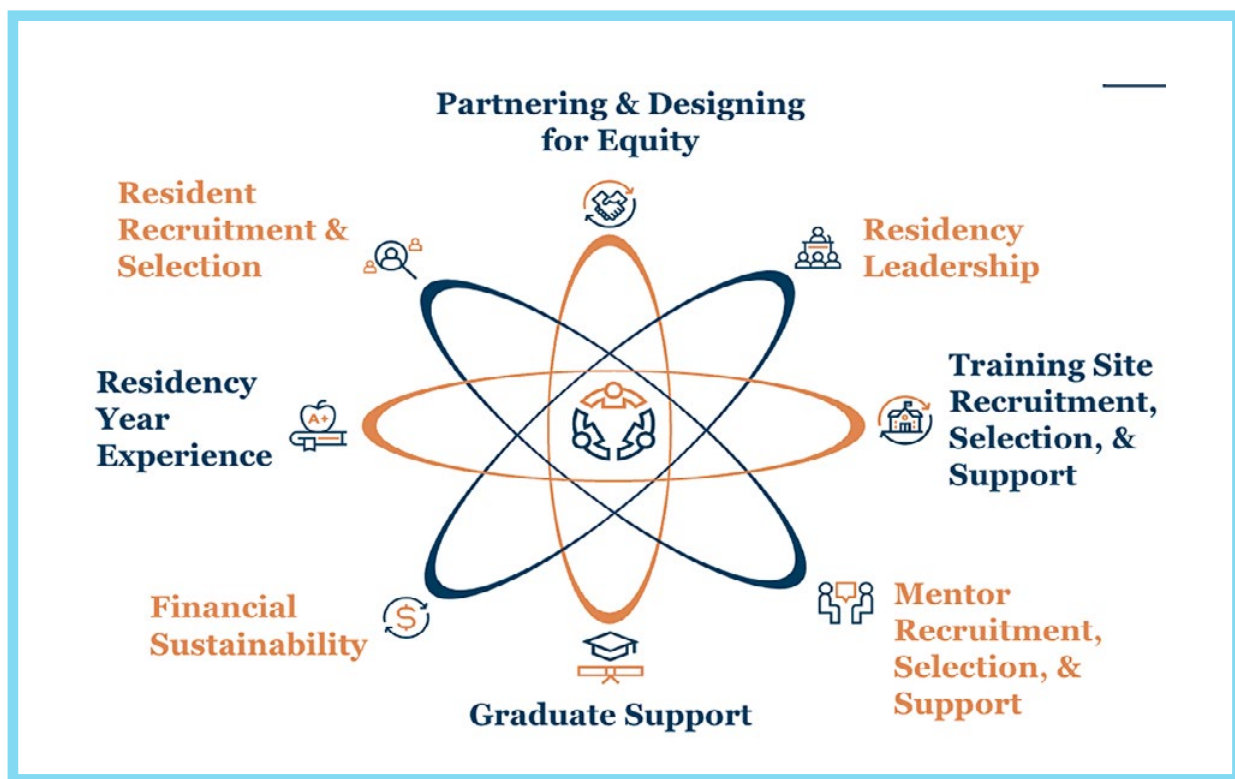 Partnering & Designing
for Equity
Resident
Recruitment &
Selection
Residency
Leadership
Residency
Year
Experience
A+
Training Site
Recruitment,
Selection, &
Support
Financial
Sustainability
$
Mentor
Recruitment,
Selection, &
Support
Graduate Support